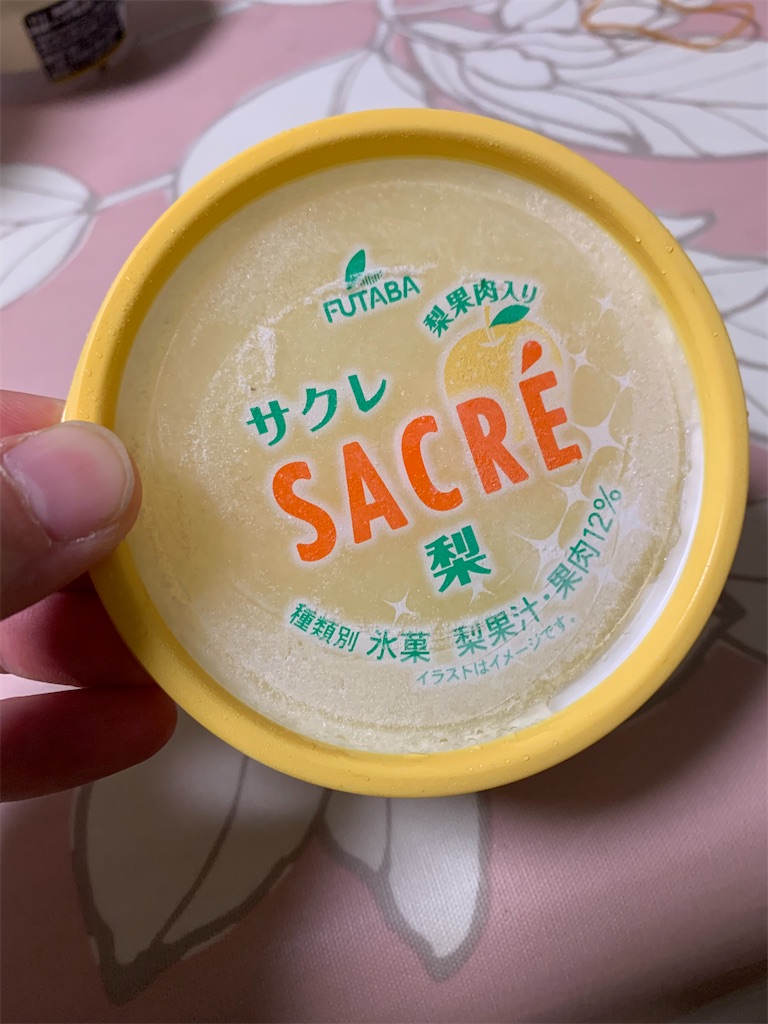 FUTABA
梨果肉入り
サクレ
SACRÉ
梨
種類別 氷菓 梨果汁・果肉12%
イラストはイメージです。